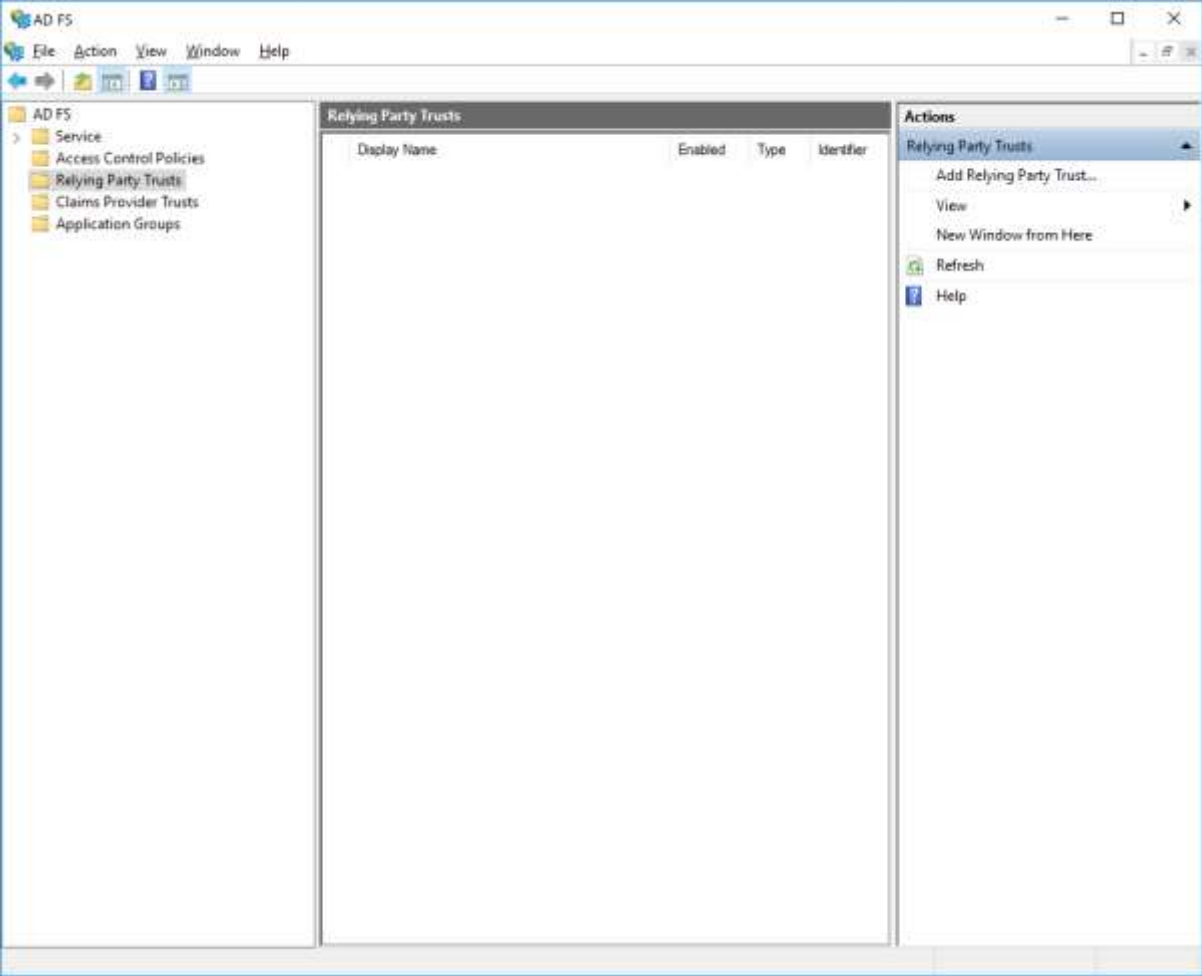 AD FS
File Action View Window Help
AD FS
Service
Access Control Policies
Relying Party Trusts
Claims Provider Trusts
Application Groups
Relying Party Trusts
Display Name Enabled Type Identifier
Actions
Relying Party Trusts
Add Relying Party Trust...
View
New Window from Here
Refresh
Help